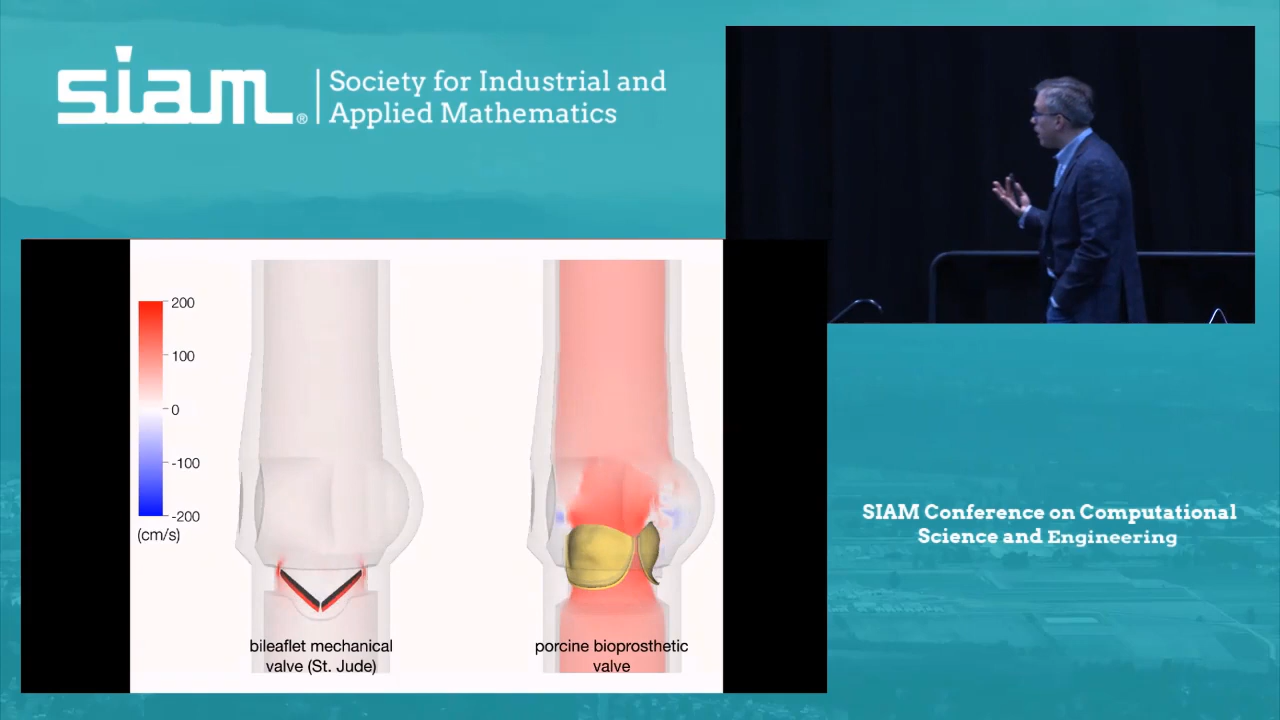 siam®
Society for Industrial and
Applied Mathematics
200
100
0
-100
-200
(cm/s)
bileaflet mechanical
valve (St. Jude)
porcine bioprosthetic
valve
SIAM Conference on Computational
Science and Engineering